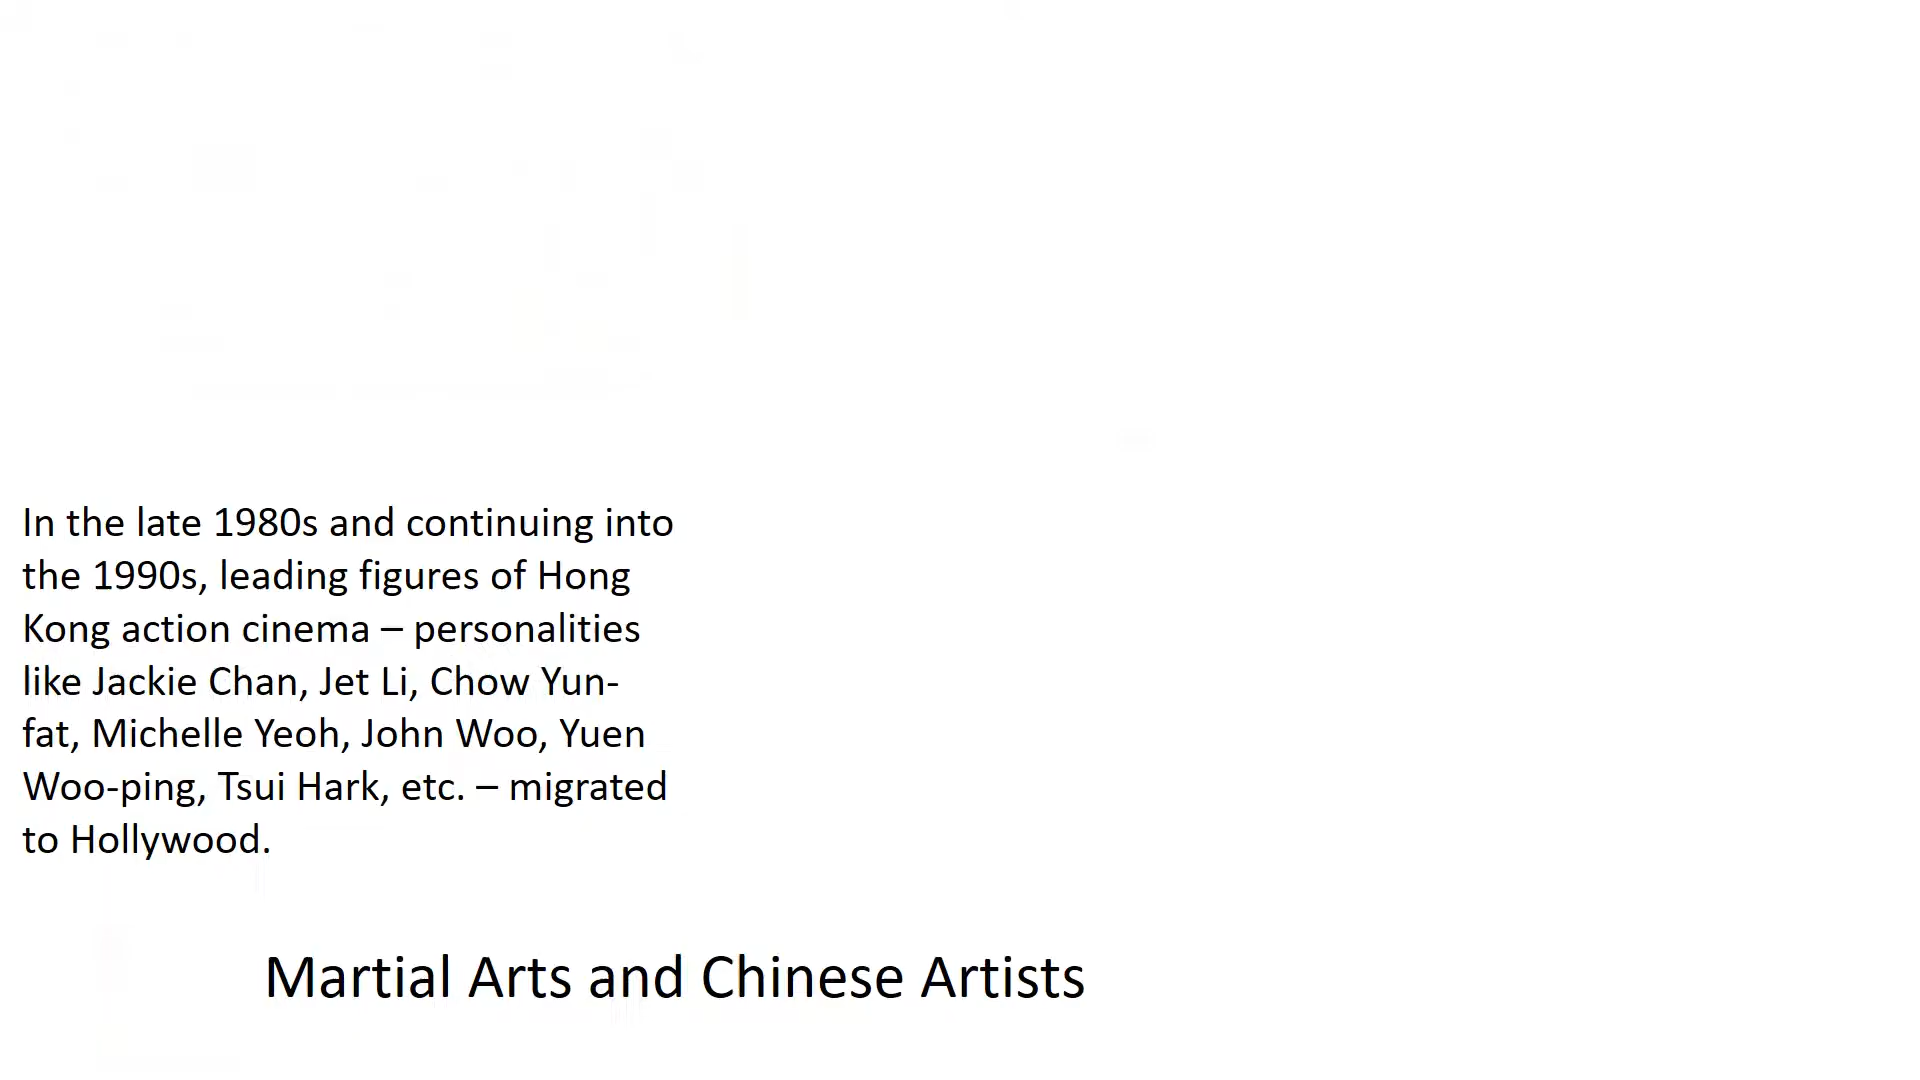 In the late 1980s and continuing into
the 1990s, leading figures of Hong
Kong action cinema – personalities
like Jackie Chan, Jet Li, Chow Yun-
fat, Michelle Yeoh, John Woo, Yuen
Woo-ping, Tsui Hark, etc. – migrated
to Hollywood.
Martial Arts and Chinese Artists